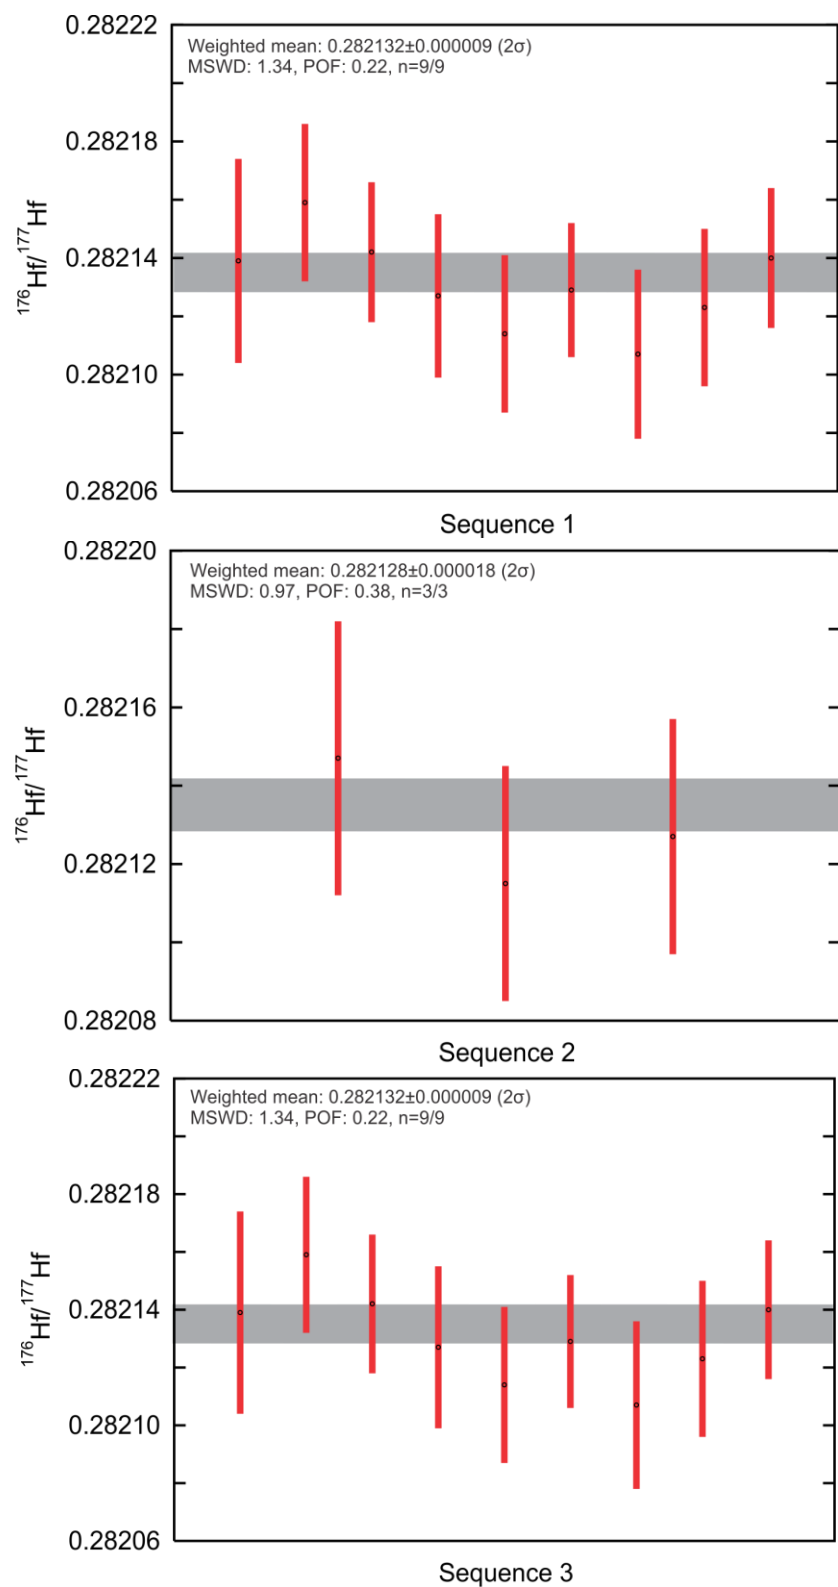 0.28222
Weighted mean: 0.282132±0.000009 (2σ)
MSWD: 1.34, POF: 0.22, n=9/9
0.28218
0.28214
0.28210
0.28206
¹⁷⁶Hf/¹⁷⁷Hf
Sequence 1
0.28220
Weighted mean: 0.282128±0.000018 (2σ)
MSWD: 0.97, POF: 0.38, n=3/3
0.28216
0.28212
0.28208
¹⁷⁶Hf/¹⁷⁷Hf
Sequence 2
0.28222
Weighted mean: 0.282132±0.000009 (2σ)
MSWD: 1.34, POF: 0.22, n=9/9
0.28218
0.28214
0.28210
0.28206
¹⁷⁶Hf/¹⁷⁷Hf
Sequence 3